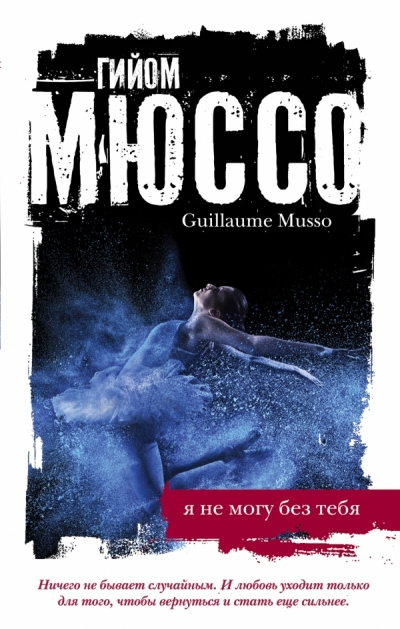 ГИЙОМ
МЮССО
Guillaume Musso
я не могу без тебя
Ничего не бывает случайным. И любовь уходит только
для того, чтобы вернуться и стать еще сильнее.